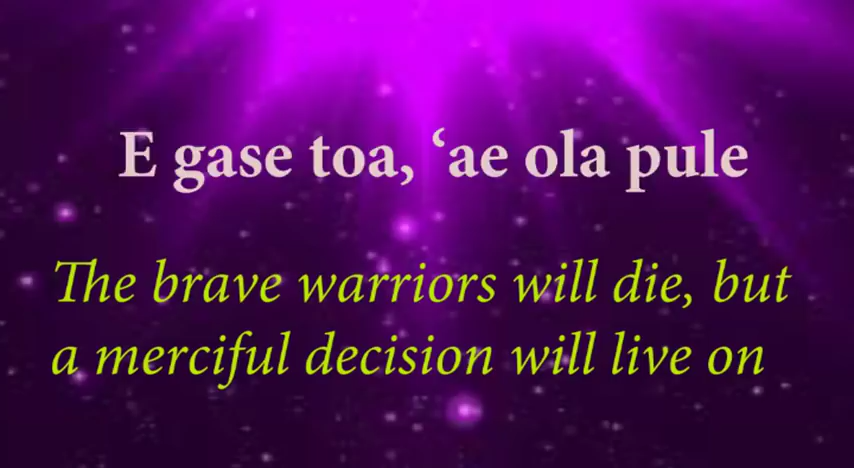 E gase toa, ‘ae ola pule
The brave warriors will die, but
a merciful decision will live on